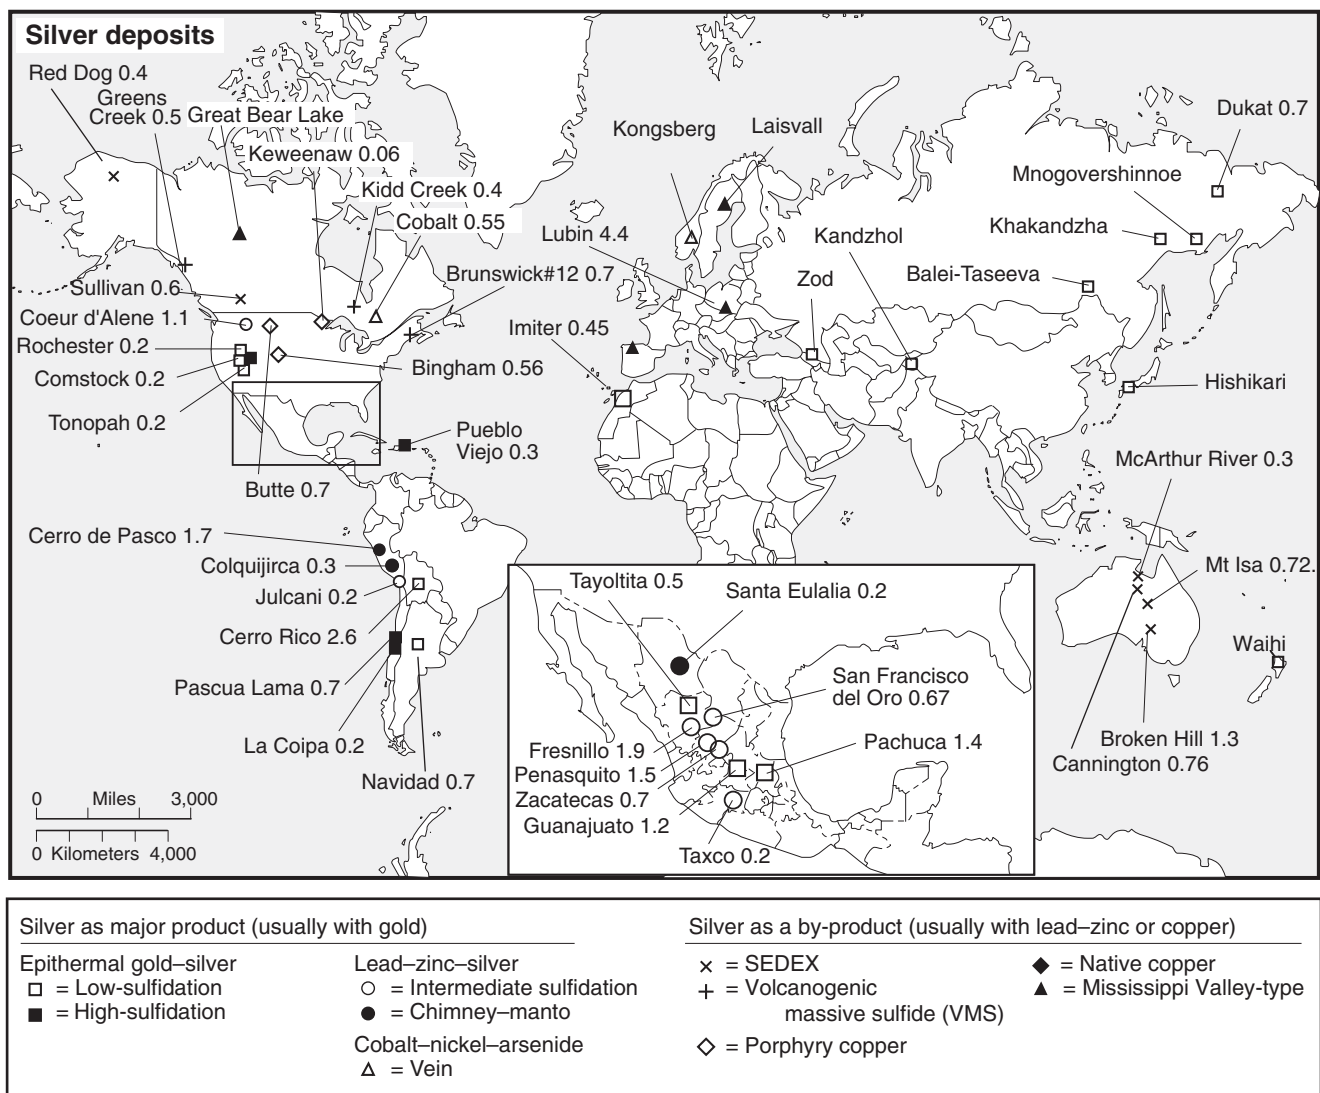 Silver deposits
Red Dog 0.4
Greens
Creek 0.5
Great Bear Lake
Keweenaw 0.06
Kidd Creek 0.4
Cobalt 0.55
Brunswick#12 0.7
Sullivan 0.6
Coeur d'Alene 1.1
Rochester 0.2
Comstock 0.2
Tonopah 0.2
Bingham 0.56
Butte 0.7
Pueblo
Viejo 0.3
Kongsberg
Laisvall
Lubin 4.4
Imiter 0.45
Kandzhol
Zod
Dukat 0.7
Mnogovershinnoe
Khakandzha
Balei-Taseeva
Hishikari
McArthur River 0.3
Mt Isa 0.72.
Waihi
Broken Hill 1.3
Cannington 0.76
Cerro de Pasco 1.7
Colquijirca 0.3
Julcani 0.2
Cerro Rico 2.6
Pascua Lama 0.7
La Coipa 0.2
Navidad 0.7
Tayoltita 0.5
Santa Eulalia 0.2
San Francisco
del Oro 0.67
Fresnillo 1.9
Penasquito 1.5
Zacatecas 0.7
Guanajuato 1.2
Pachuca 1.4
Taxco 0.2
0 Miles 3,000
0 Kilometers 4,000
Silver as major product (usually with gold)
Epithermal gold–silver
= Low-sulfidation
= High-sulfidation
Lead–zinc–silver
= Intermediate sulfidation
= Chimney–manto
Cobalt–nickel–arsenide
= Vein
Silver as a by-product (usually with lead–zinc or copper)
= SEDEX
= Volcanogenic
massive sulfide (VMS)
= Porphyry copper
= Native copper
= Mississippi Valley-type